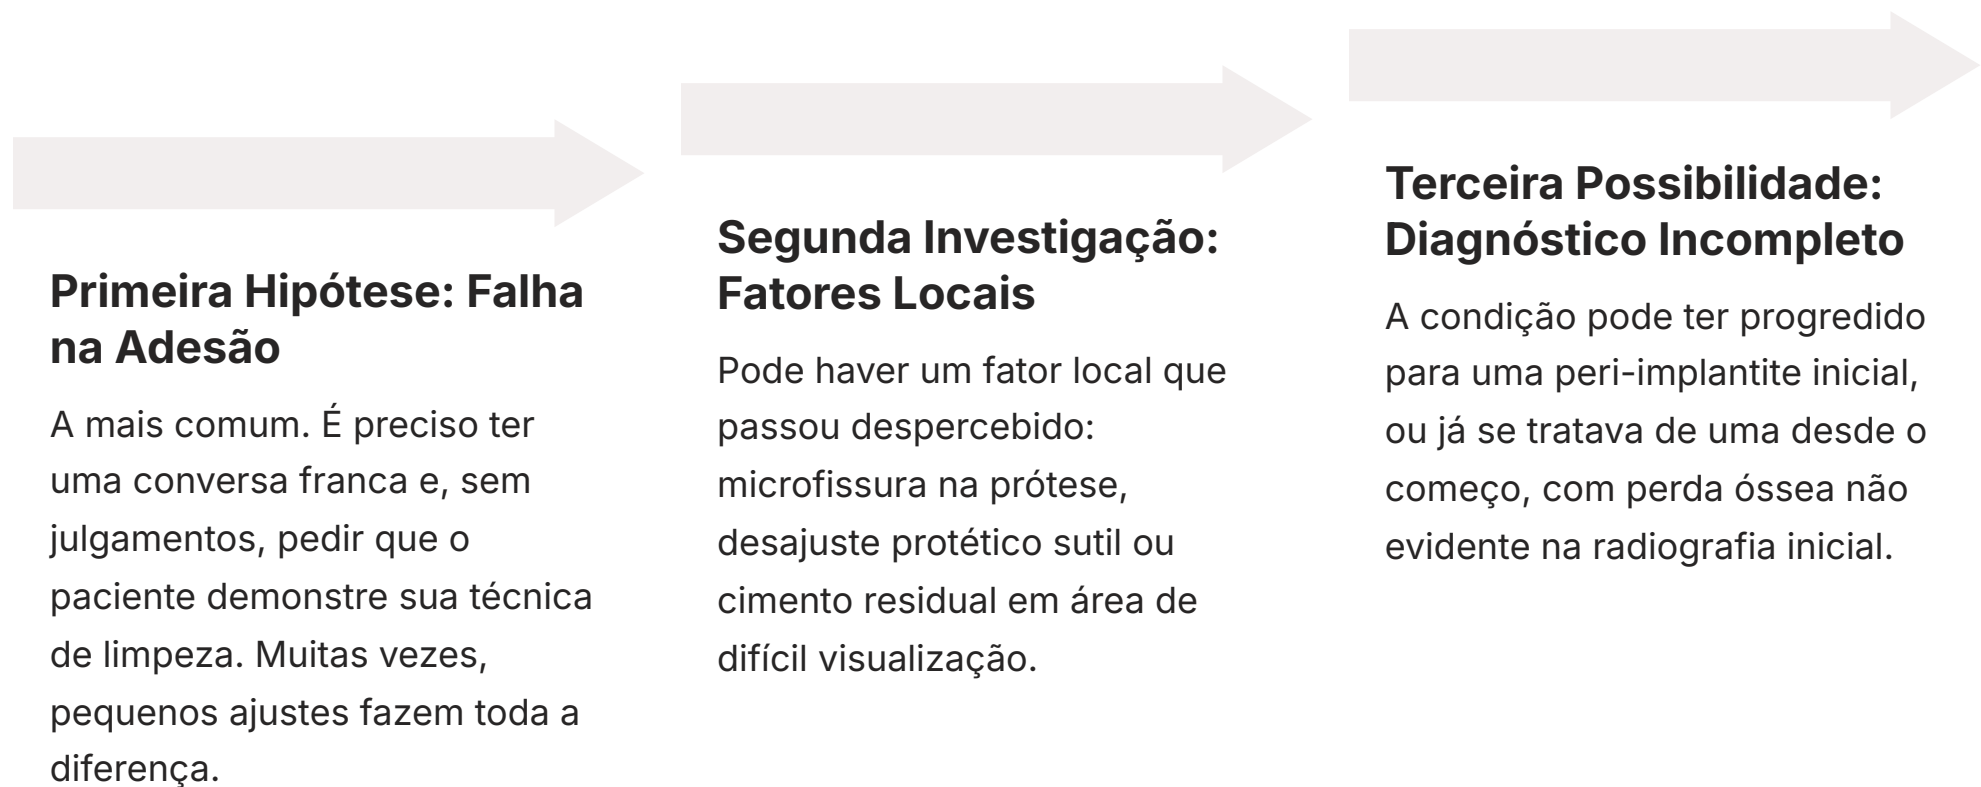 Primeira Hipótese: Falha
na Adesão
A mais comum. É preciso ter
uma conversa franca e, sem
julgamentos, pedir que o
paciente demonstre sua técnica
de limpeza. Muitas vezes,
pequenos ajustes fazem toda a
diferença.
Segunda Investigação:
Fatores Locais
Pode haver um fator local que
passou despercebido:
microfissura na prótese,
desajuste protético sutil ou
cimento residual em área de
difícil visualização.
Terceira Possibilidade:
Diagnóstico Incompleto
A condição pode ter progredido
para uma peri-implantite inicial,
ou já se tratava de uma desde o
começo, com perda óssea não
evidente na radiografia inicial.